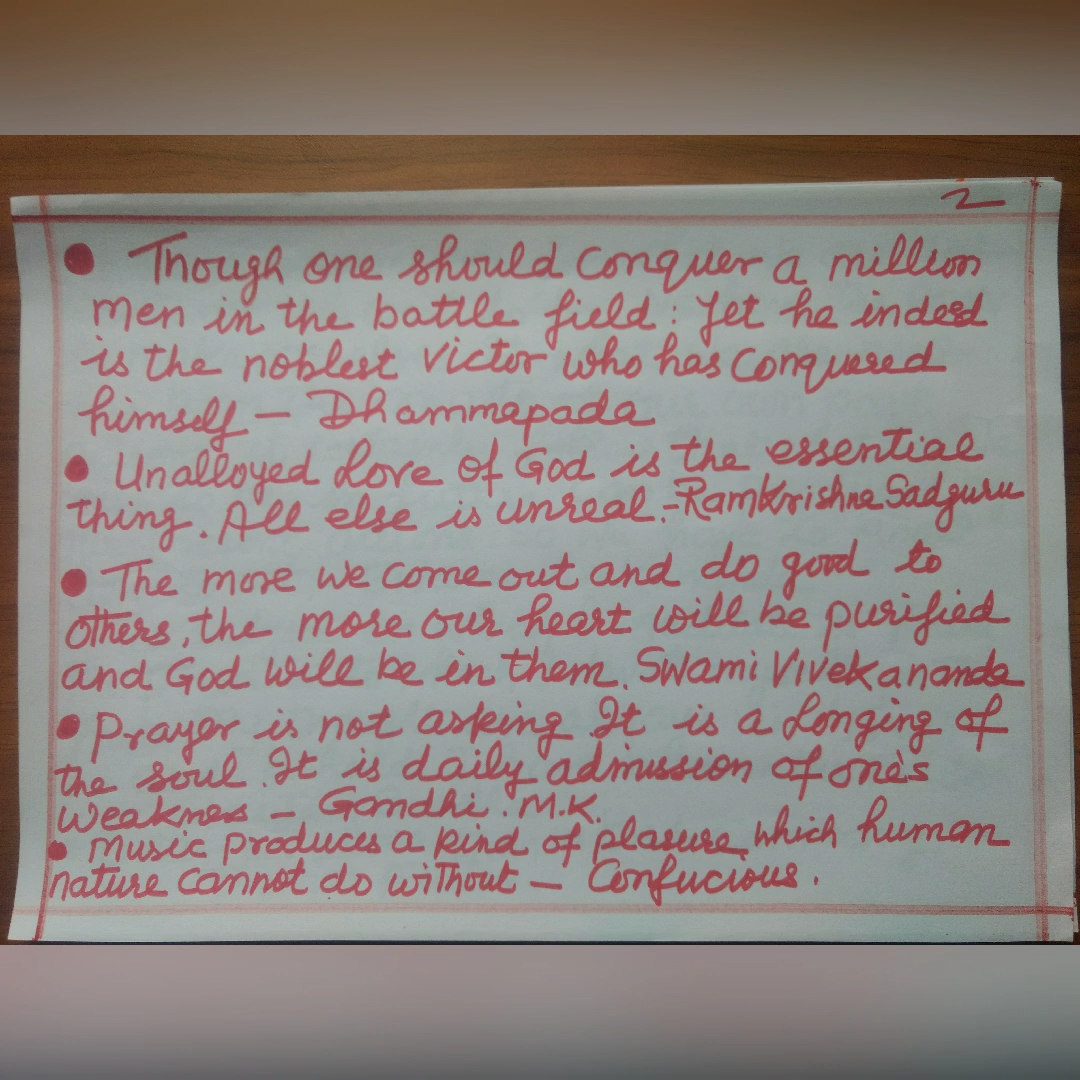 2
● Though one should conquer a million
men in the battle field : Yet he indeed
is the noblest victor who has conquered
himself — Dhammapada
● Unalloyed Love of God is the essential
thing. All else is unreal.-RamKrishna Sadguru
● The more we come out and do good to
others, the more our heart will be purified
and God will be in them. Swami Vivekananda
● Prayer is not asking. It is a longing of
the soul. It is daily admission of one's
weakness — Gandhi. M.K.
● Music produces a kind of plasure which human
nature cannot do without — Confucious.